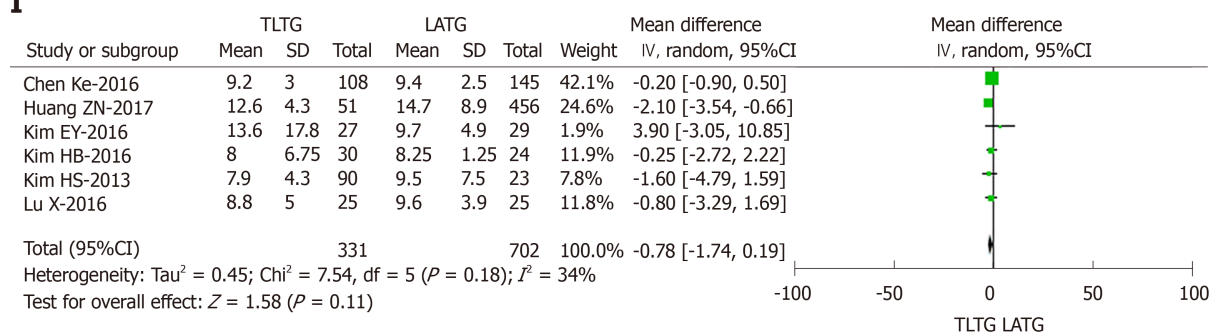 I
TLTG LATG Mean difference Mean difference
Study or subgroup Mean SD Total Mean SD Total Weight IV, random, 95%CI IV, random, 95%CI
Chen Ke-2016 9.2 3 108 9.4 2.5 145 42.1% -0.20 [-0.90, 0.50]
Huang ZN-2017 12.6 4.3 51 14.7 8.9 456 24.6% -2.10 [-3.54, -0.66]
Kim EY-2016 13.6 17.8 27 9.7 4.9 29 1.9% 3.90 [-3.05, 10.85]
Kim HB-2016 8 6.75 30 8.25 1.25 24 11.9% -0.25 [-2.72, 2.22]
Kim HS-2013 7.9 4.3 90 9.5 7.5 23 7.8% -1.60 [-4.79, 1.59]
Lu X-2016 8.8 5 25 9.6 3.9 25 11.8% -0.80 [-3.29, 1.69]
Total (95%CI) 331 702 100.0% -0.78 [-1.74, 0.19]
Heterogeneity: Tau² = 0.45; Chi² = 7.54, df = 5 (P = 0.18); I² = 34%
Test for overall effect: Z = 1.58 (P = 0.11)
-100 -50 0 50 100
TLTG LATG